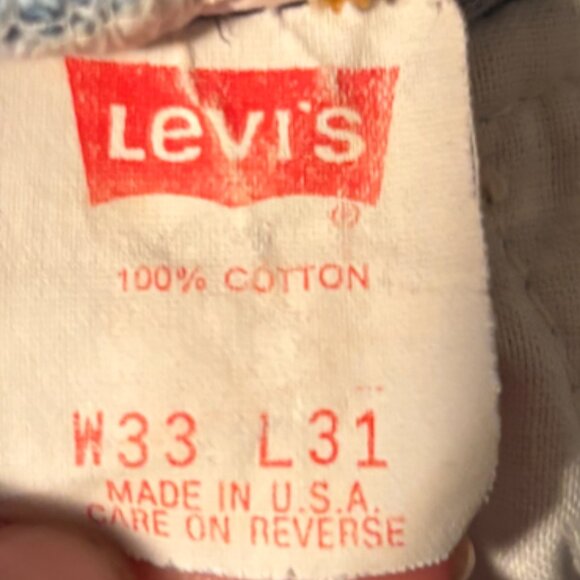 Levi's
®
100% COTTON
W33 L31
MADE IN U.S.A.
CARE ON REVERSE